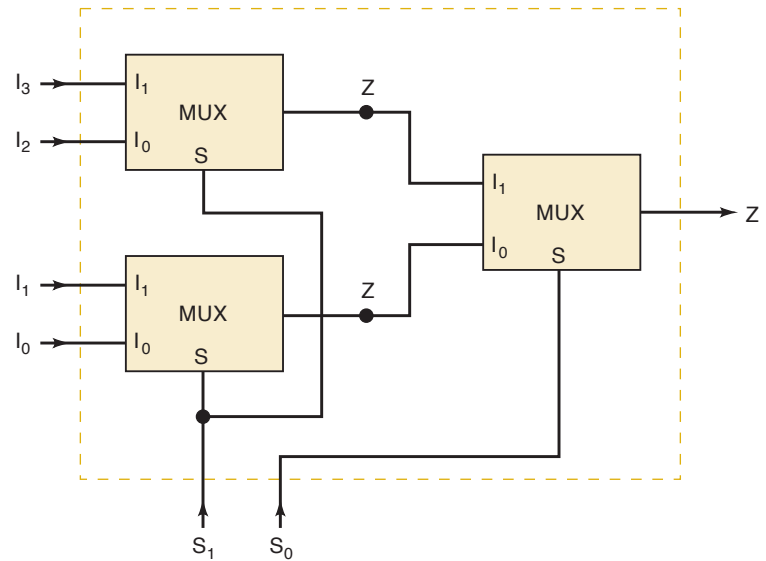 I₃ I₁ MUX Z
I₂ I₀ S
I₁ MUX Z
I₀ S
I₁ I₁ MUX Z
I₀ I₀ S
S₁ S₀